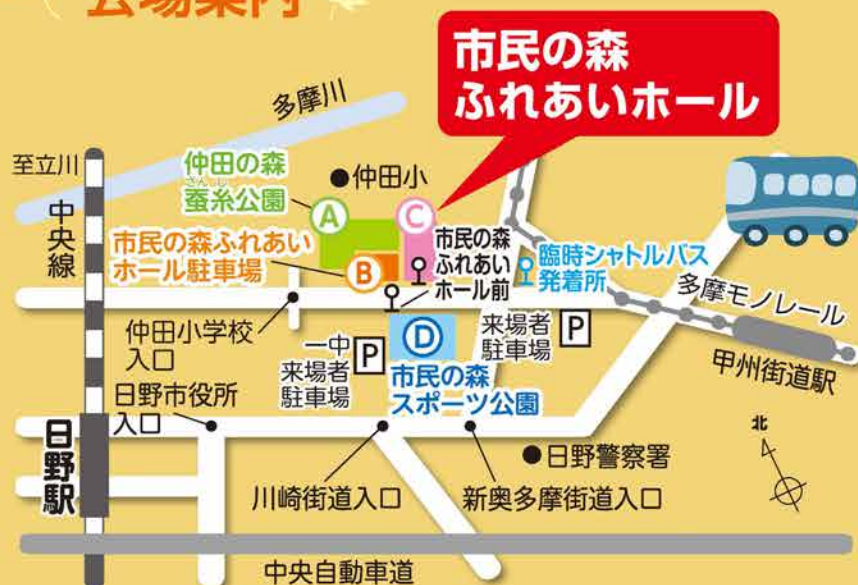 会場案内
市民の森
ふれあいホール
多摩川
至立川
中央線
仲田の森
さんし
蚕糸公園
仲田小
A
C
市民の森ふれあい
ホール駐車場
B
市民の森
ふれあい
ホール前
臨時シャトルバス
発着所
多摩モノレール
甲州街道駅
仲田小学校
入口
一中
来場者
駐車場
P
D
市民の森
スポーツ公園
来場者
駐車場
P
日野市役所
入口
日野駅
川崎街道入口
新奥多摩街道入口
日野警察署
北
中央自動車道